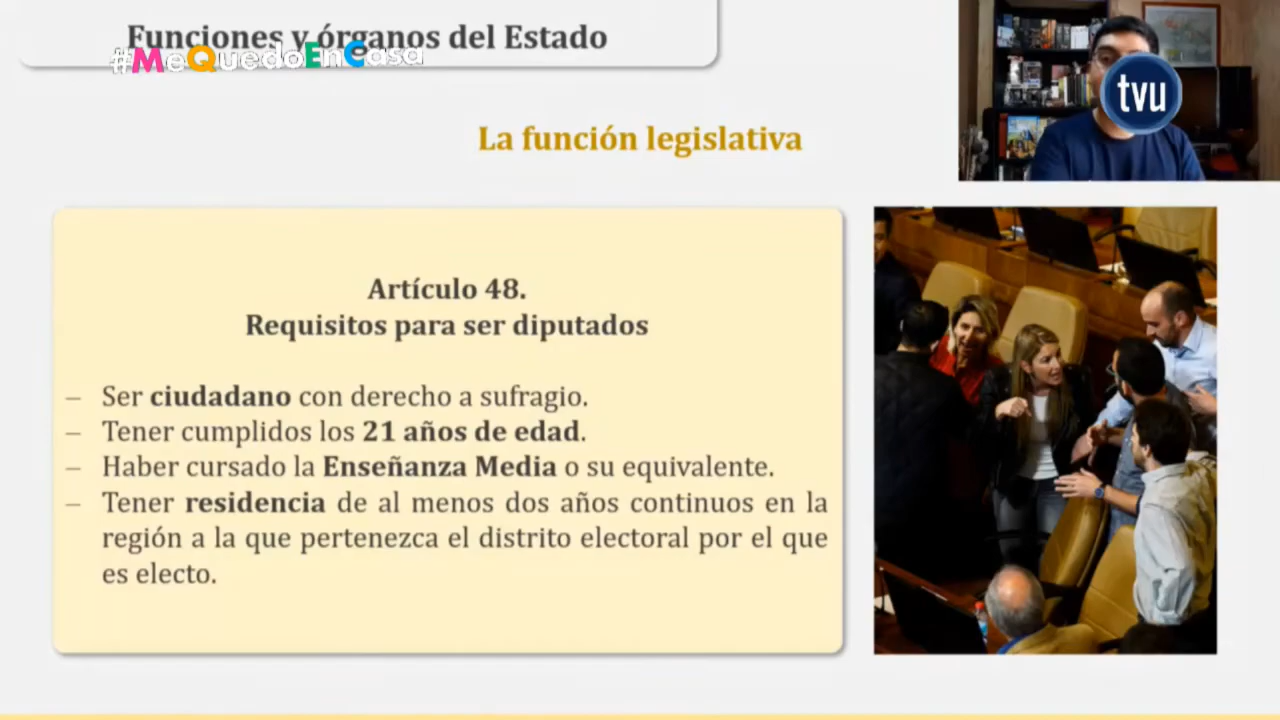 Funciones y órganos del Estado
#MeQuedoEnCasa
tvu
La función legislativa
Artículo 48.
Requisitos para ser diputados
– Ser ciudadano con derecho a sufragio.
– Tener cumplidos los 21 años de edad.
– Haber cursado la Enseñanza Media o su equivalente.
– Tener residencia de al menos dos años continuos en la
región a la que pertenezca el distrito electoral por el que
es electo.